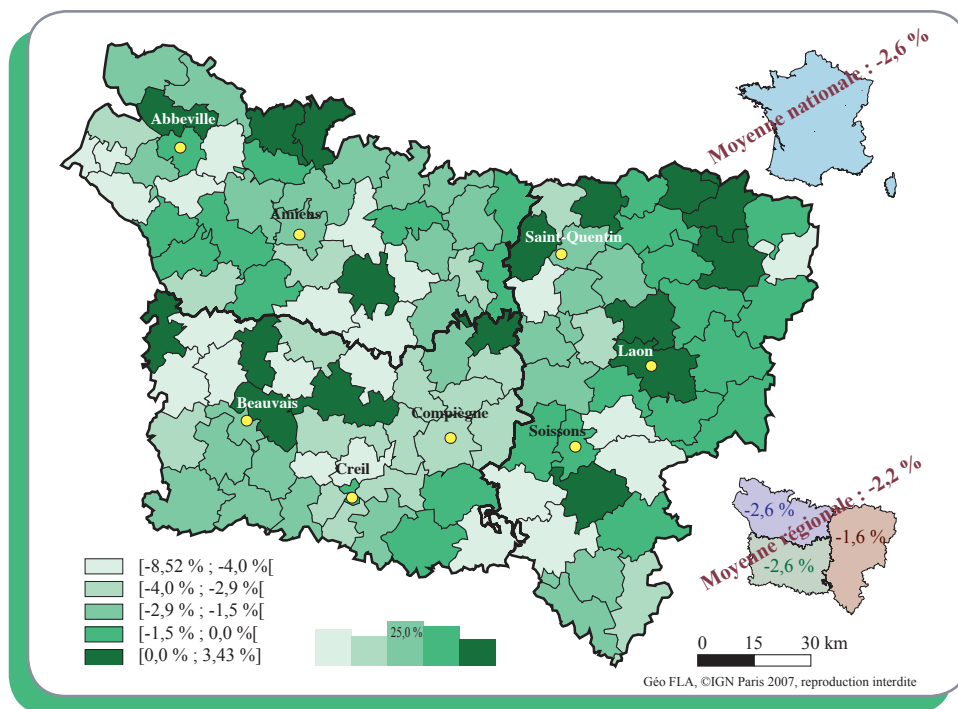 Moyenne nationale : -2,6 %
Abbeville
Amiens
Saint-Quentin
Laon
Beauvais
Compiègne
Soissons
Creil
Moyenne régionale : -2,2 %
-2,6 %
-1,6 %
-2,6 %
[-8,52 % ; -4,0 %[
[-4,0 % ; -2,9 %[
[-2,9 % ; -1,5 %[
[-1,5 % ; 0,0 %[
[0,0 % ; 3,43 %]
25,0 %
0 15 30 km
Géo FLA, ©IGN Paris 2007, reproduction interdite